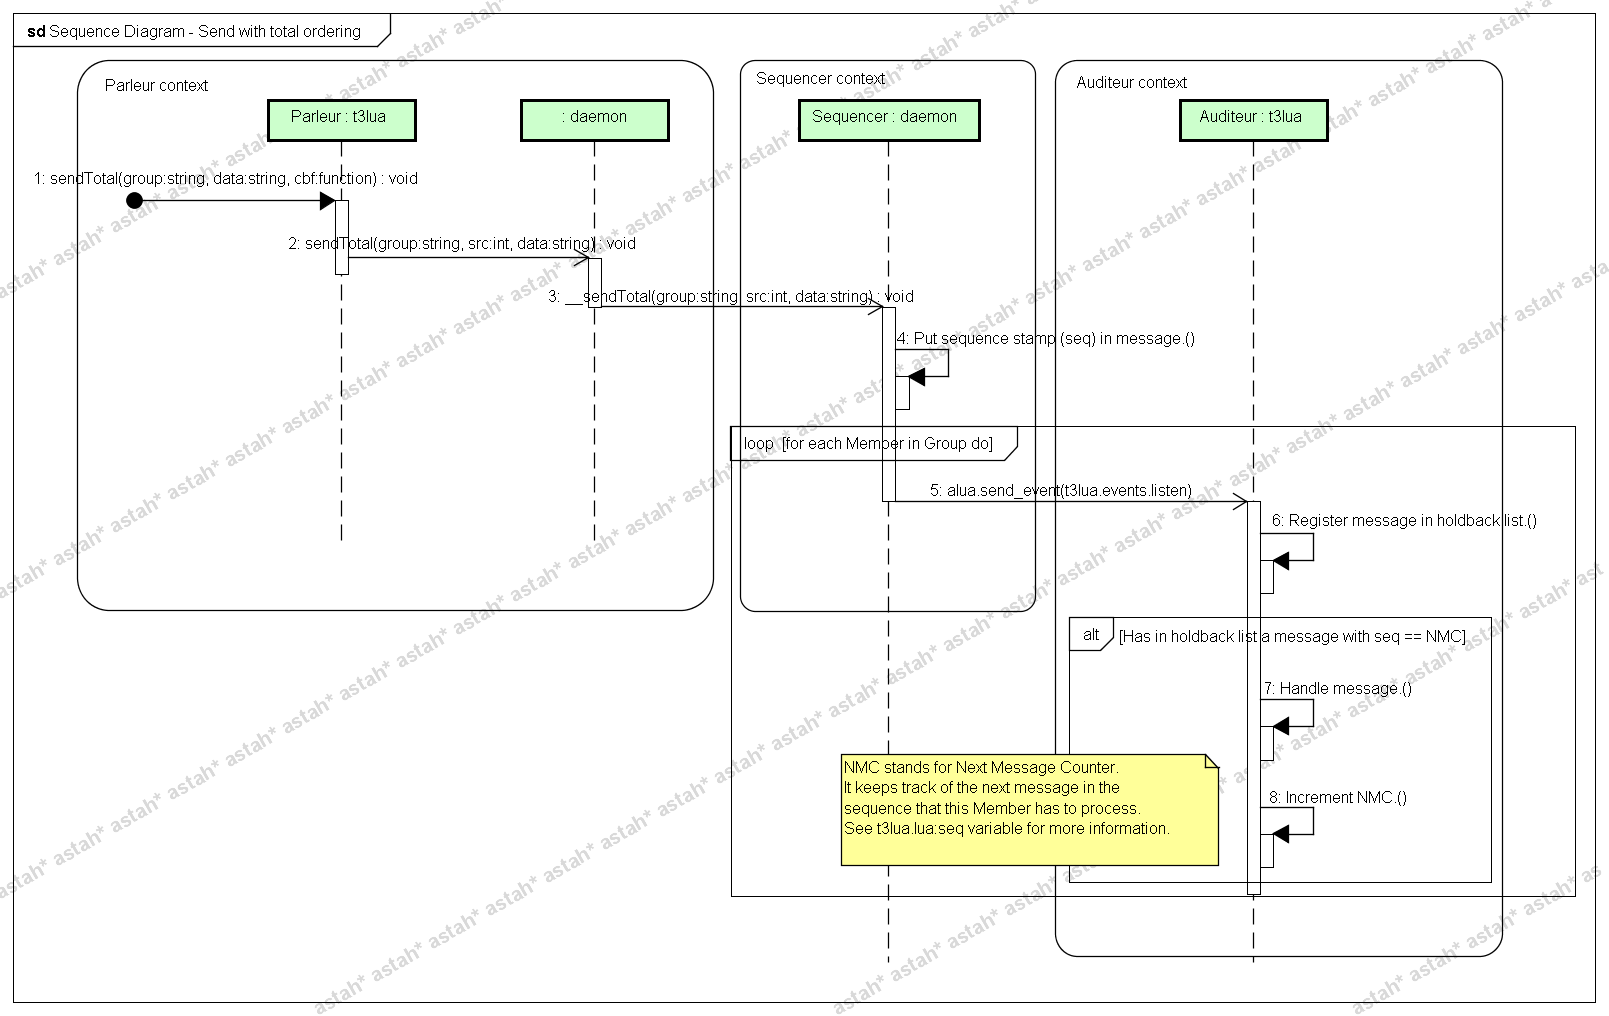 sd Sequence Diagram - Send with total ordering
Parleur context
Sequencer context
Auditeur context
Parleur : t3lua
: daemon
Sequencer : daemon
Auditeur : t3lua
1: sendTotal(group:string, data:string, cbf:function) : void
2: sendTotal(group:string, src:int, data:string) : void
3: __sendTotal(group:string, src:int, data:string) : void
4: Put sequence stamp (seq) in message.()
loop [for each Member in Group do]
5: alua.send_event(t3lua.events.listen)
6: Register message in holdback list.()
alt [Has in holdback list a message with seq == NMC]
7: Handle message.()
NMC stands for Next Message Counter.
It keeps track of the next message in the
sequence that this Member has to process.
See t3lua.lua:seq variable for more information.
8: Increment NMC.()